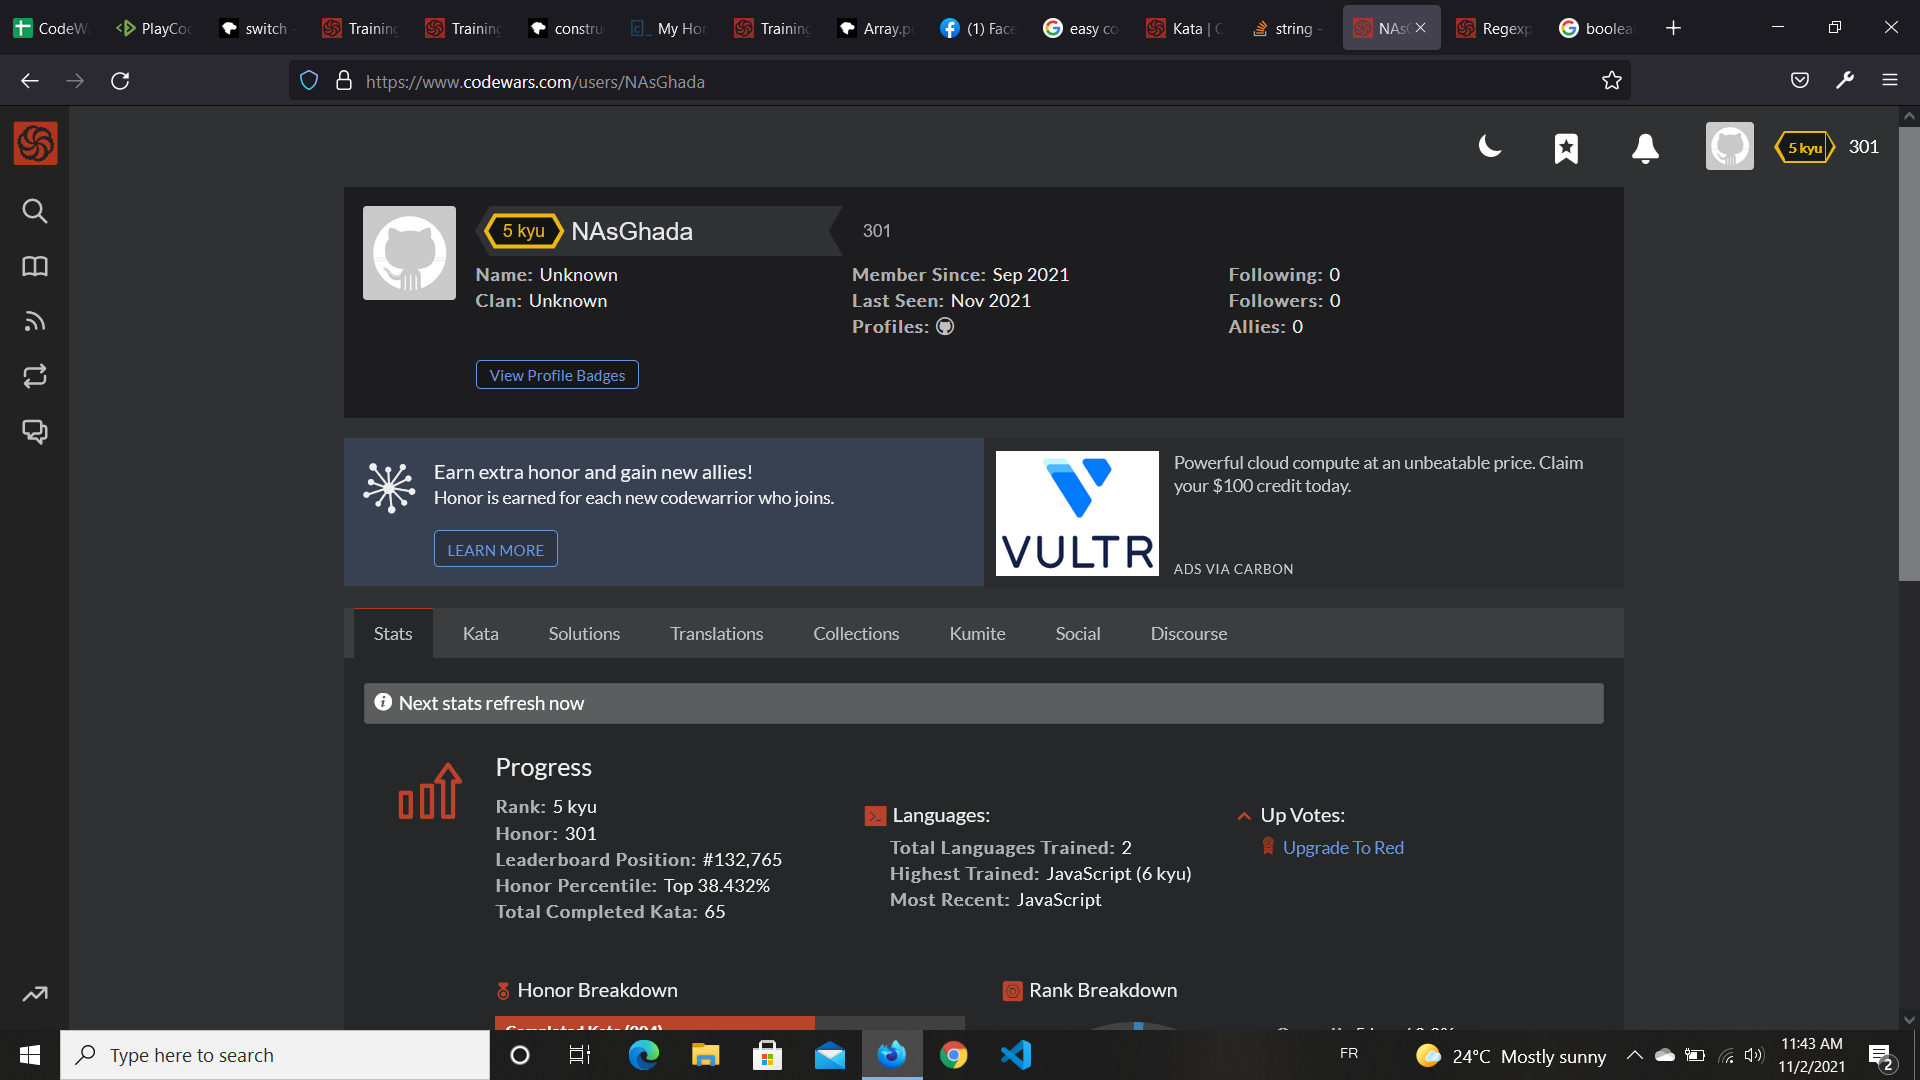 CodeW
PlayCo
switch -
Training
Training
constru
My Hor
Training
Array.pr
(1) Face
easy co
Kata | C
string -
NAsG
Regexp
boolea
https://www.codewars.com/users/NAsGhada
5 kyu 301
5 kyu NAsGhada 301
Name: Unknown Member Since: Sep 2021 Following: 0
Clan: Unknown Last Seen: Nov 2021 Followers: 0
Profiles: Allies: 0
View Profile Badges
Earn extra honor and gain new allies!
Honor is earned for each new codewarrior who joins.
LEARN MORE
VULTR
Powerful cloud compute at an unbeatable price. Claim
your $100 credit today.
ADS VIA CARBON
Stats Kata Solutions Translations Collections Kumite Social Discourse
Next stats refresh now
Progress
Rank: 5 kyu
Honor: 301
Leaderboard Position: #132,765
Honor Percentile: Top 38.432%
Total Completed Kata: 65
Languages:
Total Languages Trained: 2
Highest Trained: JavaScript (6 kyu)
Most Recent: JavaScript
Up Votes:
Upgrade To Red
Honor Breakdown
Rank Breakdown
Type here to search
FR
24°C Mostly sunny
11:43 AM
11/2/2021
2